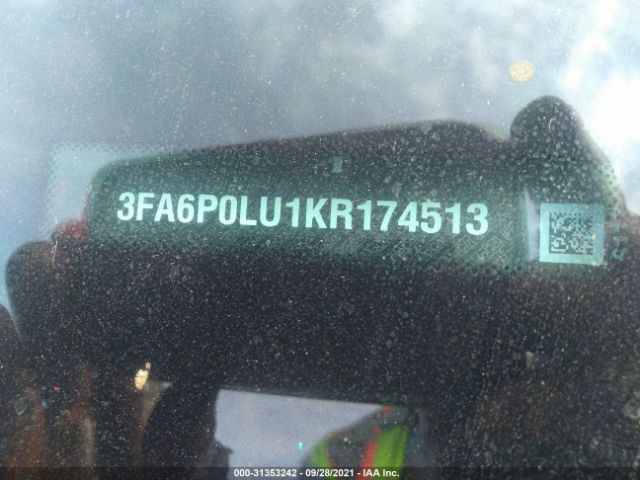 3FA6P0LU1KR174513
000-31353242 - 09/28/2021 - IAA Inc.